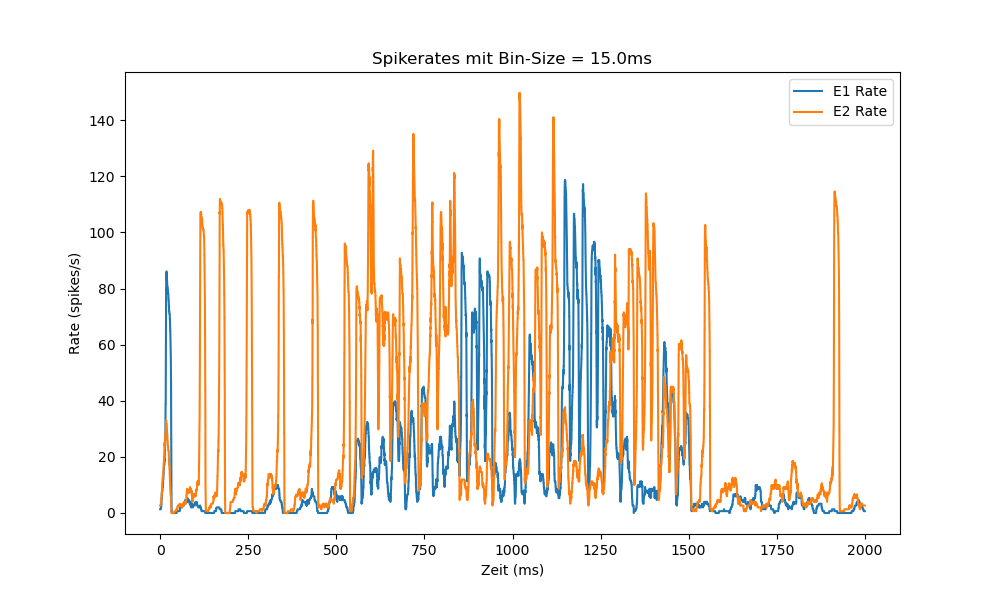 Spikerates mit Bin-Size = 15.0ms
E1 Rate
E2 Rate
140
120
100
80
60
40
20
0
Rate (spikes/s)
0 250 500 750 1000 1250 1500 1750 2000
Zeit (ms)